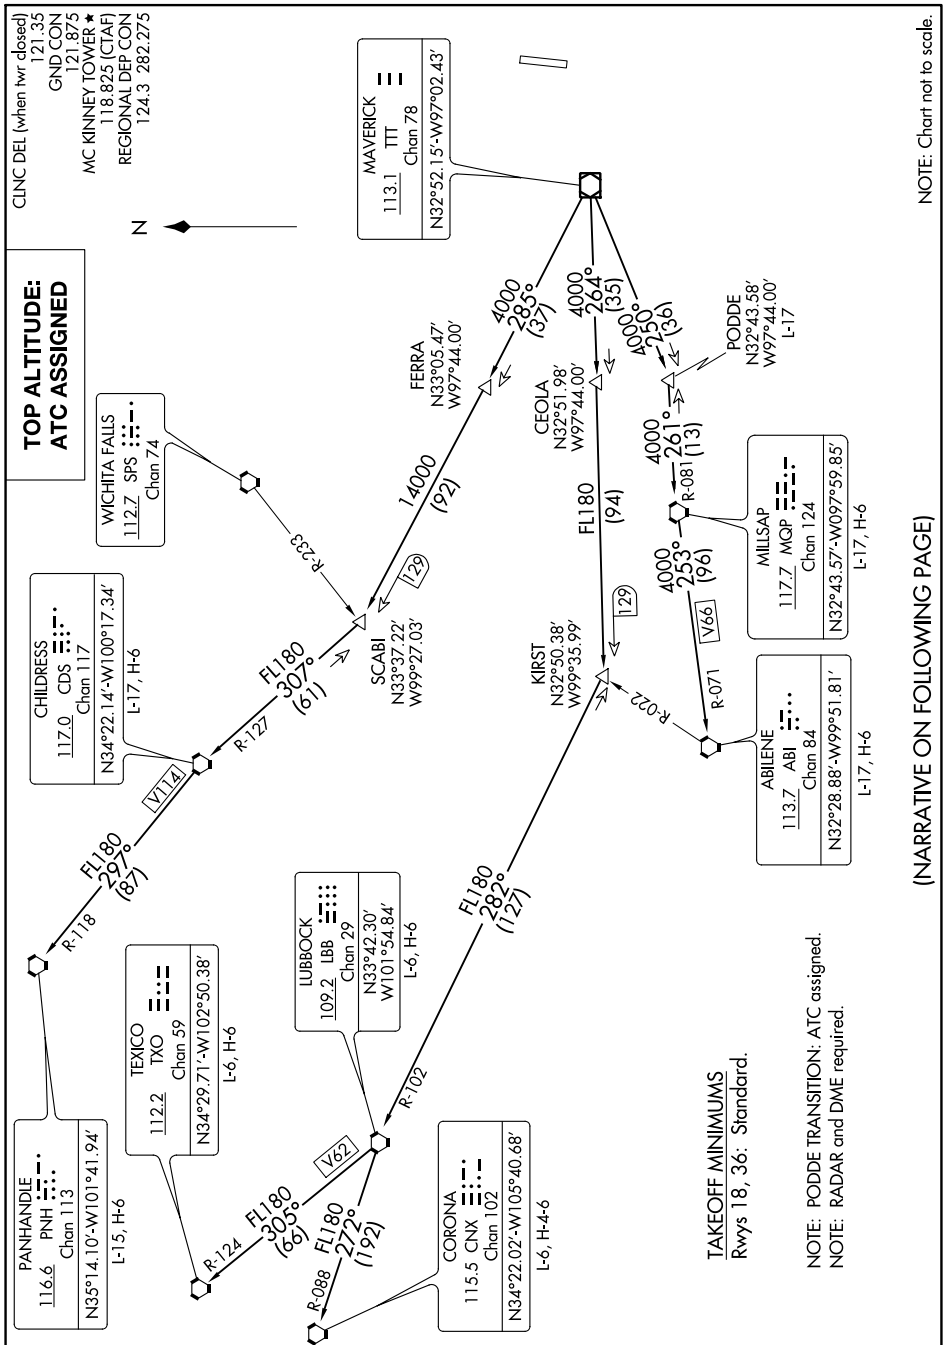 CLNC DEL (when twr closed)
121.35
GND CON
121.875
MC KINNEY TOWER ★
118.825 (CTAF)
REGIONAL DEP CON
124.3 282.275
TOP ALTITUDE:
ATC ASSIGNED
N
MAVERICK
113.1 TTT
Chan 78
N32°52.15'-W97°02.43'
WICHITA FALLS
112.7 SPS
Chan 74
CHILDRESS
117.0 CDS
Chan 117
N34°22.14'-W100°17.34'
L-17, H-6
PANHANDLE
116.6 PNH
Chan 113
N35°14.10'-W101°41.94'
L-15, H-6
TEXICO
112.2 TXO
Chan 59
N34°29.71'-W102°50.38'
L-6, H-6
LUBBOCK
109.2 LBB
Chan 29
N33°42.30'
W101°54.84'
L-6, H-6
CORONA
115.5 CNX
Chan 102
N34°22.02'-W105°40.68'
L-6, H-4-6
ABILENE
113.7 ABI
Chan 84
N32°28.88'-W99°51.81'
L-17, H-6
MILLSAP
117.7 MQP
Chan 124
N32°43.57'-W097°59.85'
L-17, H-6
FERRA
N33°05.47'
W97°44.00'
CEOLA
N32°51.98'
W97°44.00'
PODDE
N32°43.58'
W97°44.00'
L-17
SCABI
N33°37.22'
W99°27.03'
KIRST
N32°50.38'
W99°35.99'
4000
285°
(37)
4000
264°
(35)
4000
250°
(36)
14000
(92)
129
R-233
FL180
307°
(61)
R-127
V114
FL180
297°
(87)
R-118
FL180
(94)
129
R-022
FL180
282°
(127)
R-102
V62
FL180
305°
(66)
R-124
FL180
272°
(192)
R-088
4000
261°
(13)
R-081
4000
253°
(96)
V66
R-071
TAKEOFF MINIMUMS
Rwys 18, 36: Standard.
NOTE: PODDE TRANSITION: ATC assigned.
NOTE: RADAR and DME required.
(NARRATIVE ON FOLLOWING PAGE)
NOTE: Chart not to scale.